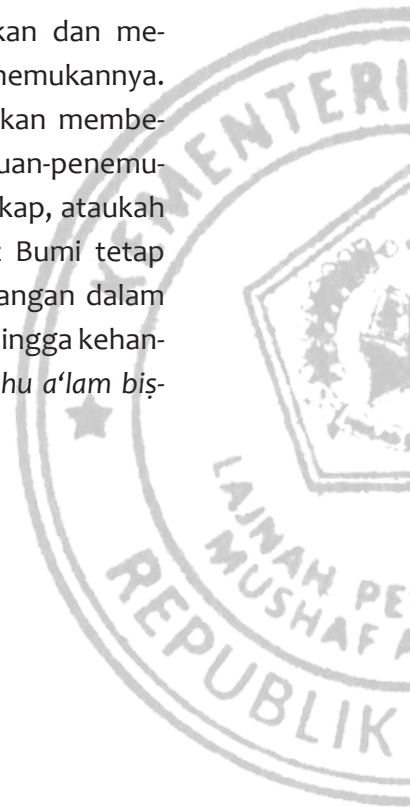 kan dan me-
nemukannya.
kan membe-
uan-penemu-
kap, ataukah
Bumi tetap
angan dalam
ingga kehan-
hu a‘lam biṣ-
KEMENTERI
LAJNAH PE
MUSHAF A
REPUBLIK